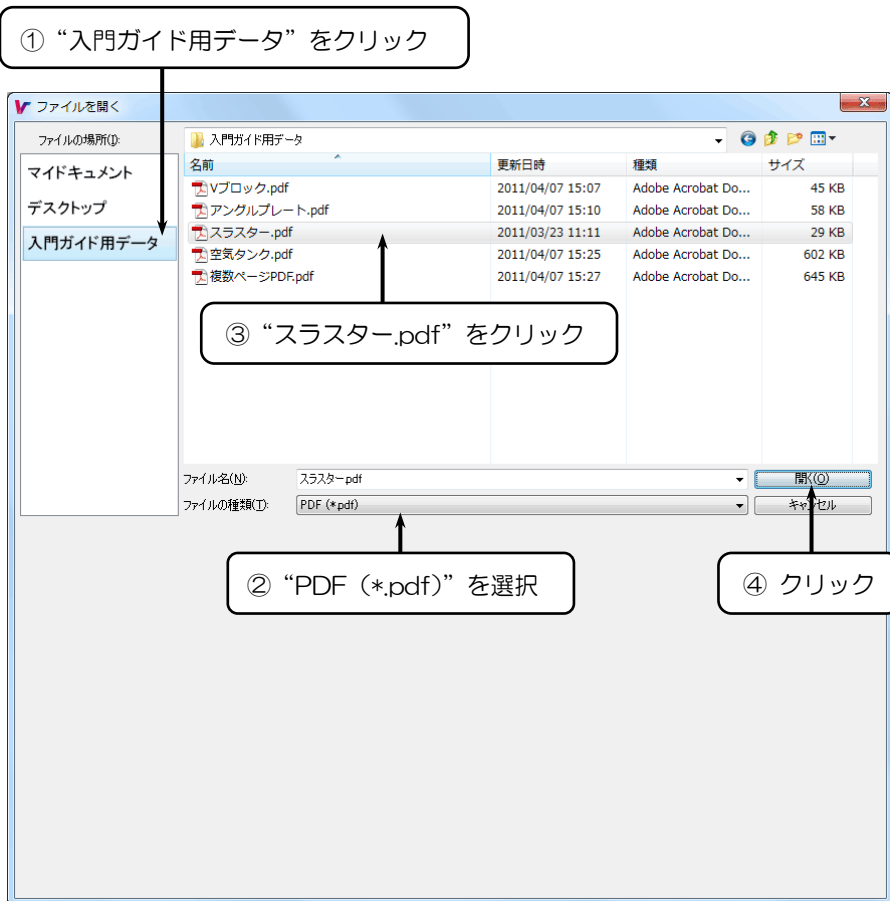 ① “入門ガイド用データ” をクリック
ファイルを開く
ファイルの場所(I): 入門ガイド用データ
マイドキュメント
デスクトップ
入門ガイド用データ
名前 更新日時 種類 サイズ
Vブロック.pdf 2011/04/07 15:07 Adobe Acrobat Do... 45 KB
アングルプレート.pdf 2011/04/07 15:10 Adobe Acrobat Do... 58 KB
スラスター.pdf 2011/03/23 11:11 Adobe Acrobat Do... 29 KB
空気タンク.pdf 2011/04/07 15:25 Adobe Acrobat Do... 602 KB
複数ページPDF.pdf 2011/04/07 15:27 Adobe Acrobat Do... 645 KB
③ “スラスター.pdf” をクリック
ファイル名(N): スラスター.pdf 開く(O)
ファイルの種類(T): PDF (*.pdf) キャンセル
② “PDF（*.pdf）” を選択
④ クリック